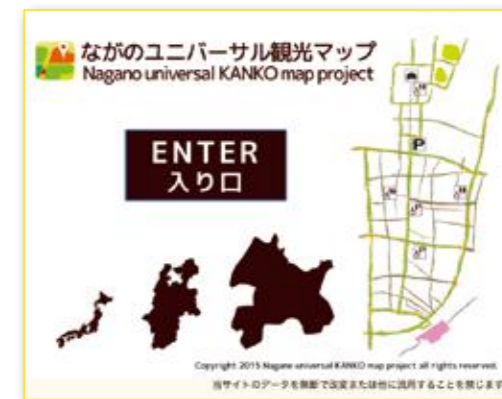 ながのユニバーサル観光マップ
Nagano universal KANKO map project
P
ENTER
入り口
Copyright 2015 Nagano universal KANKO map project all rights reserved.
当サイトのデータを無断で改変または他に流用することを禁じます